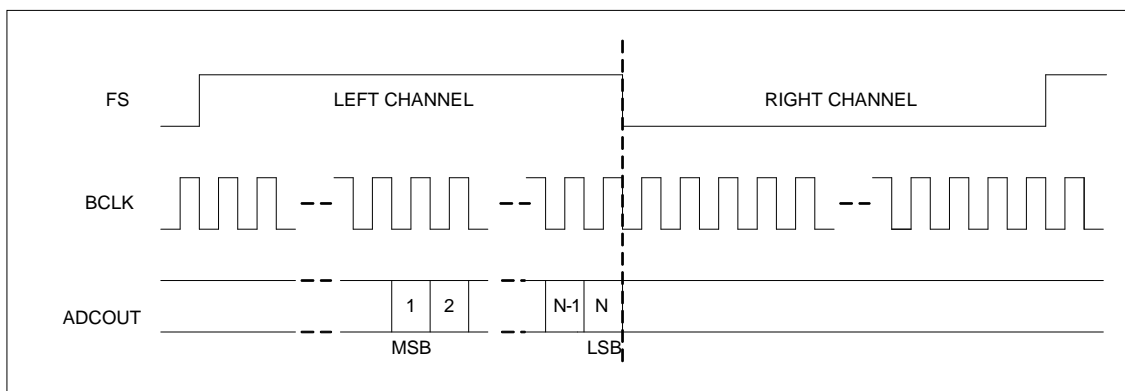 FS
LEFT CHANNEL
RIGHT CHANNEL
BCLK
ADCOUT
1
2
N-1
N
MSB
LSB